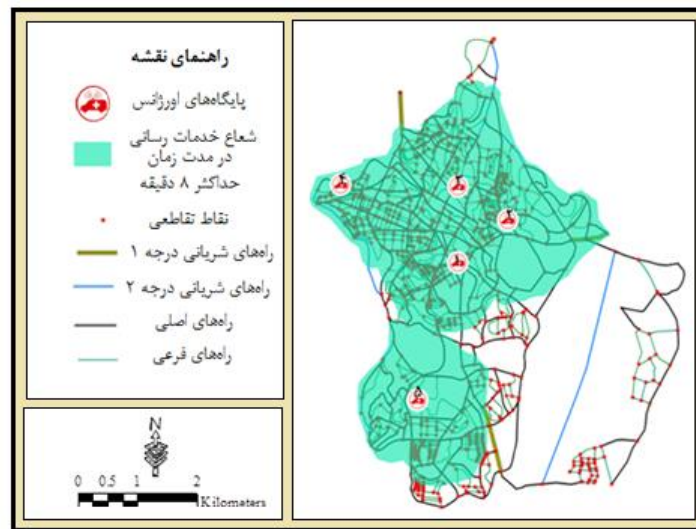 راهنمای نقشه
پایگاه‌های اورژانس
شعاع خدمات رسانی
در مدت زمان
حداکثر ۸ دقیقه
نقاط تقاطعی
راه‌های شریانی درجه ۱
راه‌های شریانی درجه ۲
راه‌های اصلی
راه‌های فرعی
N
0 0.5 1 2
Kilometers